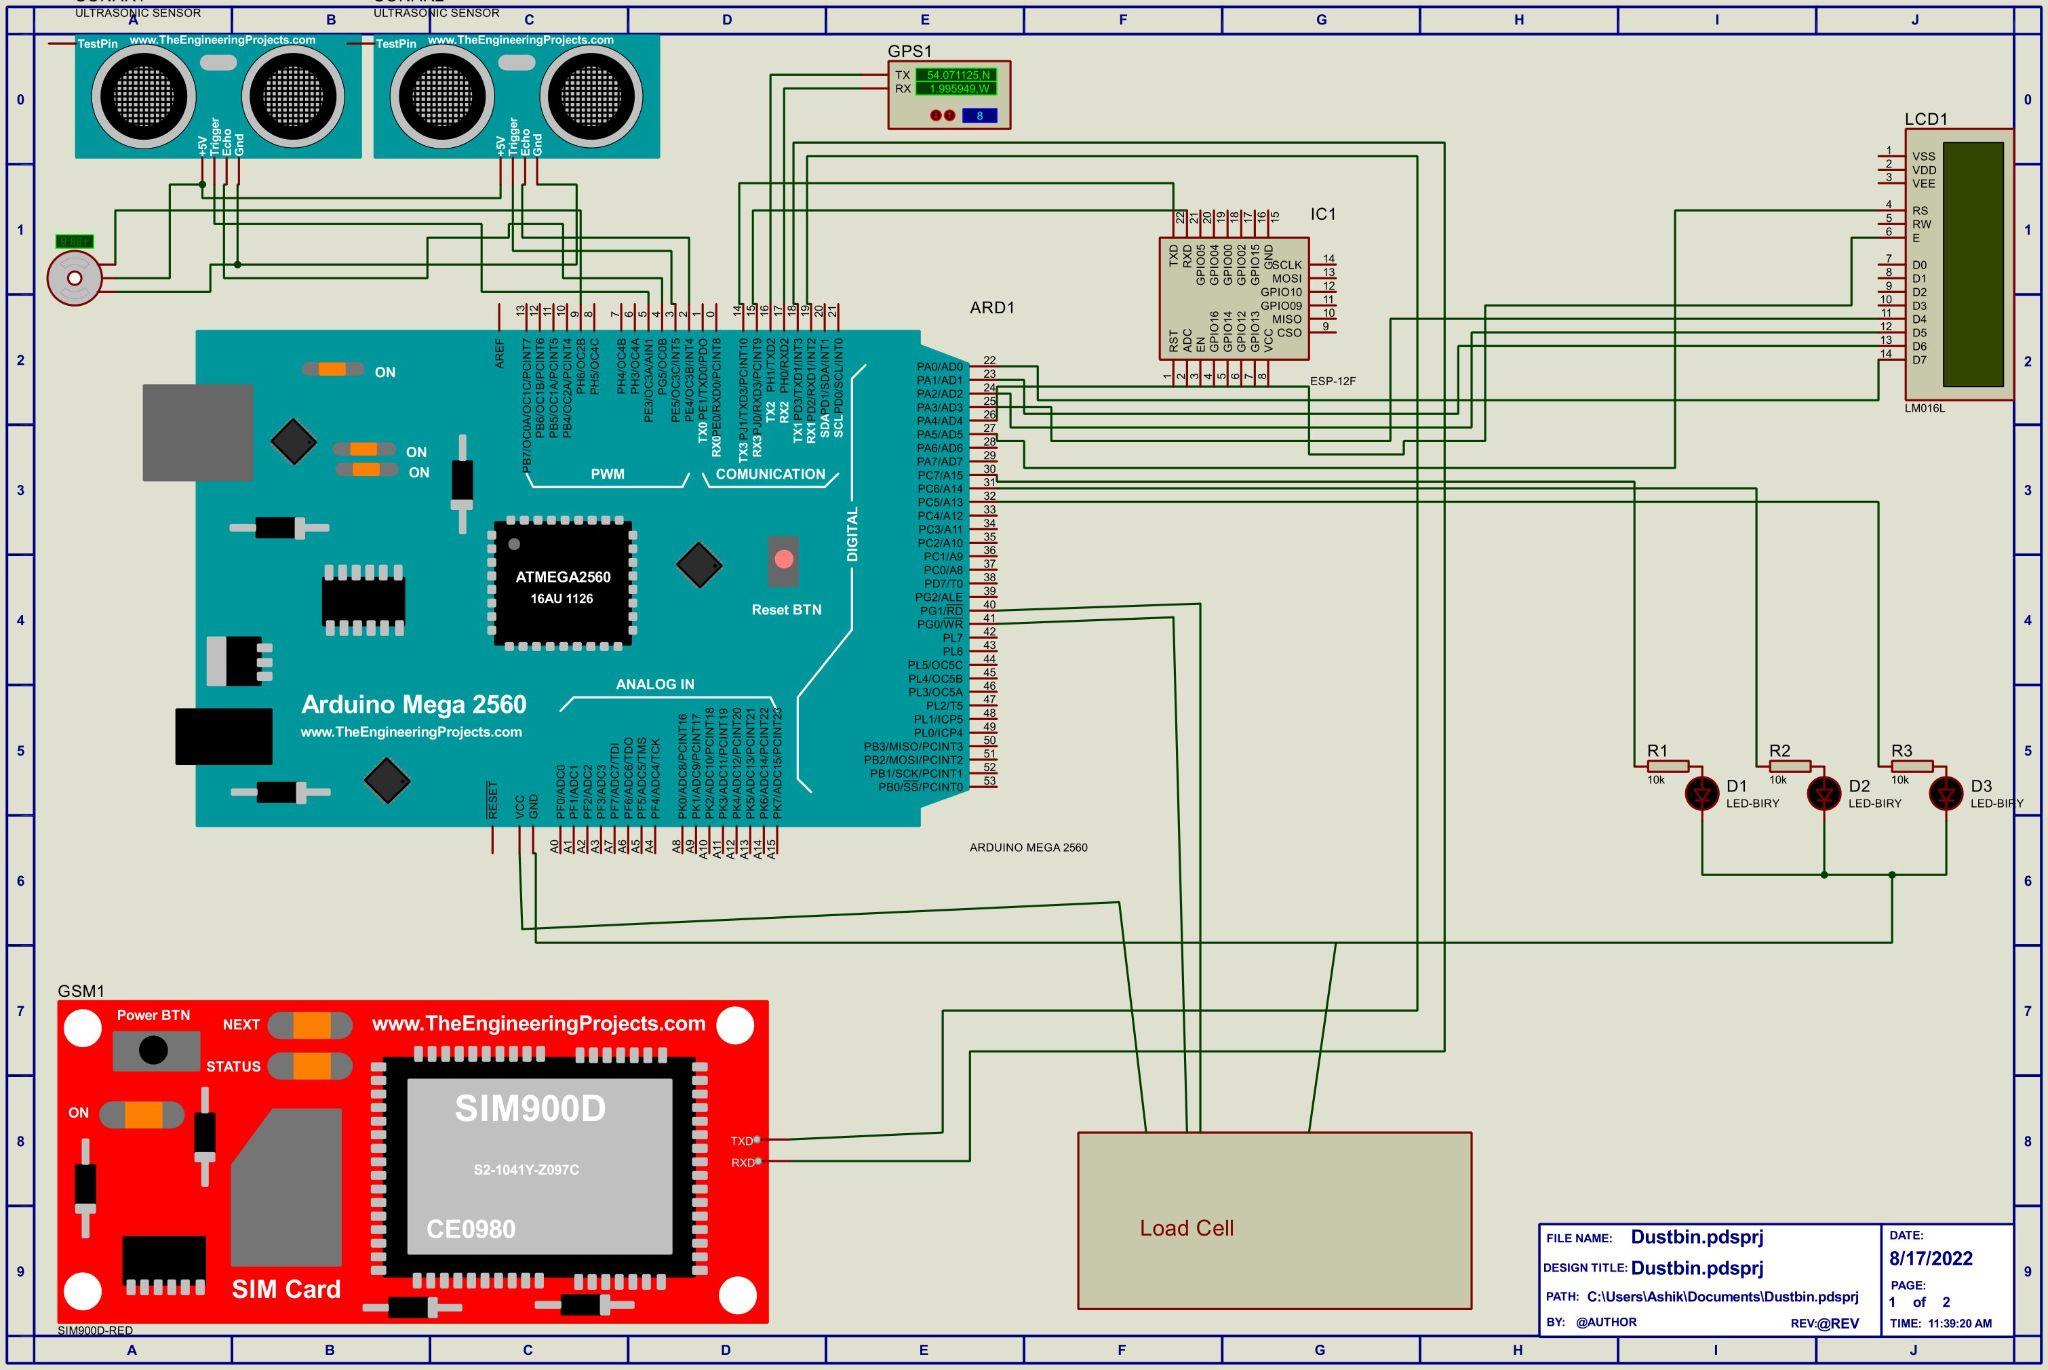 A B C D E F G H I J
ULTRASONIC SENSOR
ULTRASONIC SENSOR
TestPin www.TheEngineeringProjects.com
+5V
Trigger
Echo
Gnd
TestPin www.TheEngineeringProjects.com
+5V
Trigger
Echo
Gnd
GPS1
TX 54.071125,N
RX 1.995949,W
8
LCD1
1 VSS
2 VDD
3 VEE
4 RS
5 RW
6 E
7 D0
8 D1
9 D2
10 D3
11 D4
12 D5
13 D6
14 D7
LM016L
IC1
22 21 20 19 18 17 16 15
TXD
RXD
GPIO05
GPIO04
GPIO00
GPIO02
GPIO15
GND
SCLK 14
MOSI 13
GPIO10 12
GPIO09 11
MISO 10
CSO 9
RST
ADC
EN
GPIO16
GPIO14
GPIO12
GPIO13
VCC
1 2 3 4 5 6 7 8
ESP-12F
ARD1
AREF
13 PB7/OC0A/OC1C/PCINT7
12 PB6/OC1B/PCINT6
11 PB5/OC1A/PCINT5
10 PB4/OC2A/PCINT4
9 PH6/OC2B
8 PH5/OC4C
7 PH4/OC4B
6 PH3/OC4A
5 PE3/OC3A/AIN1
4 PG5/OC0B
3 PE5/OC3C/INT5
2 PE4/OC3B/INT4
1 TX0 PE1/TXD0/PDO
0 RX0 PE0/RXD0/PCINT8
14 TX3 PJ1/TXD3/PCINT10
15 RX3 PJ0/RXD3/PCINT9
16 TX2 PH1/TXD2
17 RX2 PH0/RXD2
18 TX1 PD3/TXD1/INT3
19 RX1 PD2/RXD1/INT2
20 SDA PD1/SDA/INT1
21 SCL PD0/SCL/INT0
PWM
COMUNICATION
DIGITAL
ON
ON
ON
PA0/AD0 22
PA1/AD1 23
PA2/AD2 24
PA3/AD3 25
PA4/AD4 26
PA5/AD5 27
PA6/AD6 28
PA7/AD7 29
PC7/A15 30
PC6/A14 31
PC5/A13 32
PC4/A12 33
PC3/A11 34
PC2/A10 35
PC1/A9 36
PC0/A8 37
PD7/T0 38
PG2/ALE 39
PG1/RD 40
PG0/WR 41
PL7 42
PL6 43
PL5/OC5C 44
PL4/OC5B 45
PL3/OC5A 46
PL2/T5 47
PL1/ICP5 48
PL0/ICP4 49
PB3/MISO/PCINT3 50
PB2/MOSI/PCINT2 51
PB1/SCK/PCINT1 52
PB0/SS/PCINT0 53
ATMEGA2560
16AU 1126
Reset BTN
ANALOG IN
Arduino Mega 2560
www.TheEngineeringProjects.com
RESET
VCC
GND
PF0/ADC0 A0
PF1/ADC1 A1
PF2/ADC2 A2
PF3/ADC3 A3
PF7/ADC7/TDI A7
PF6/ADC6/TDO A6
PF5/ADC5/TMS A5
PF4/ADC4/TCK A4
PK0/ADC8/PCINT16 A8
PK1/ADC9/PCINT17 A9
PK2/ADC10/PCINT18 A10
PK3/ADC11/PCINT19 A11
PK4/ADC12/PCINT20 A12
PK5/ADC13/PCINT21 A13
PK6/ADC14/PCINT22 A14
PK7/ADC15/PCINT23 A15
ARDUINO MEGA 2560
R1
10k
D1
LED-BIRY
R2
10k
D2
LED-BIRY
R3
10k
D3
LED-BIRY
GSM1
Power BTN
NEXT
STATUS
ON
www.TheEngineeringProjects.com
SIM900D
S2-1041Y-Z097C
CE0980
TXD
RXD
SIM Card
SIM900D-RED
Load Cell
FILE NAME: Dustbin.pdsprj
DESIGN TITLE: Dustbin.pdsprj
PATH: C:\Users\Ashik\Documents\Dustbin.pdsprj
BY: @AUTHOR REV:@REV
DATE:
8/17/2022
PAGE:
1 of 2
TIME: 11:39:20 AM
0 1 2 3 4 5 6 7 8 9
0 1 2 3 4 5 6 7 8 9
A B C D E F G H I J